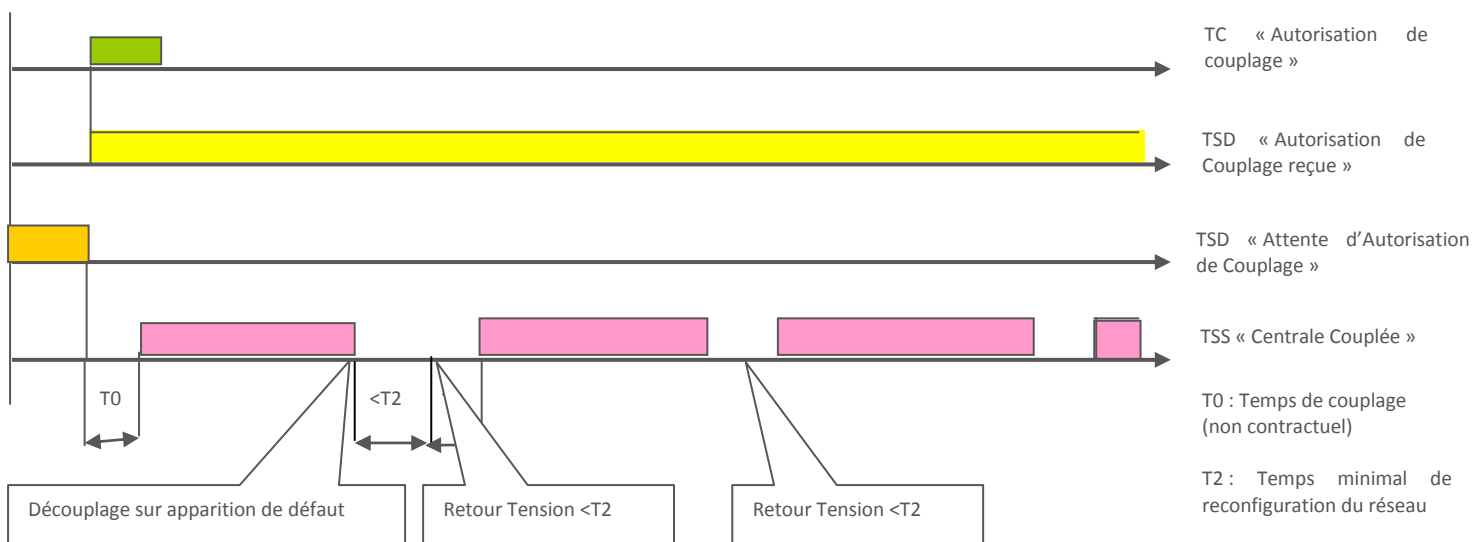 TC « Autorisation de
couplage »
TSD « Autorisation de
Couplage reçue »
TSD « Attente d'Autorisation
de Couplage »
TSS « Centrale Couplée »
T0
<T2
T0 : Temps de couplage
(non contractuel)
T2 : Temps minimal de
reconfiguration du réseau
Découplage sur apparition de défaut
Retour Tension <T2
Retour Tension <T2